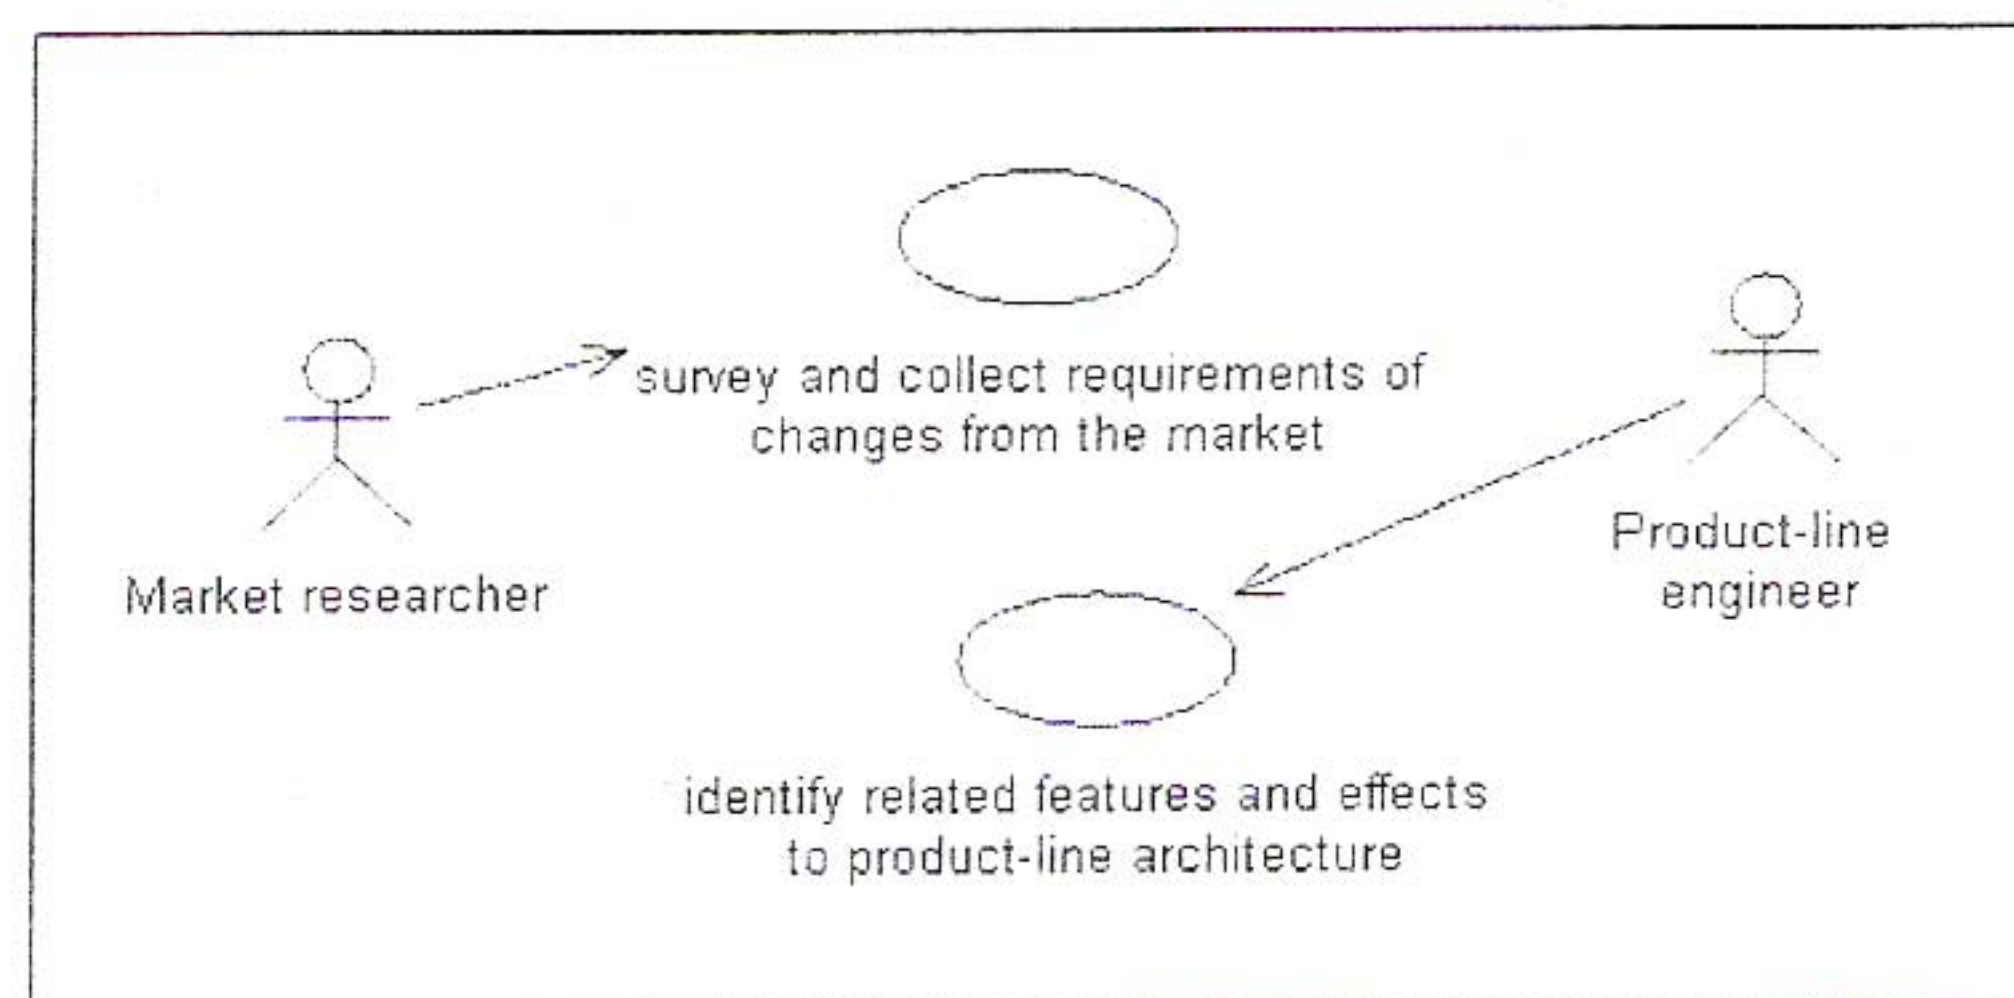 survey and collect requirements of
changes from the market
Market researcher
Product-line
engineer
identify related features and effects
to product-line architecture